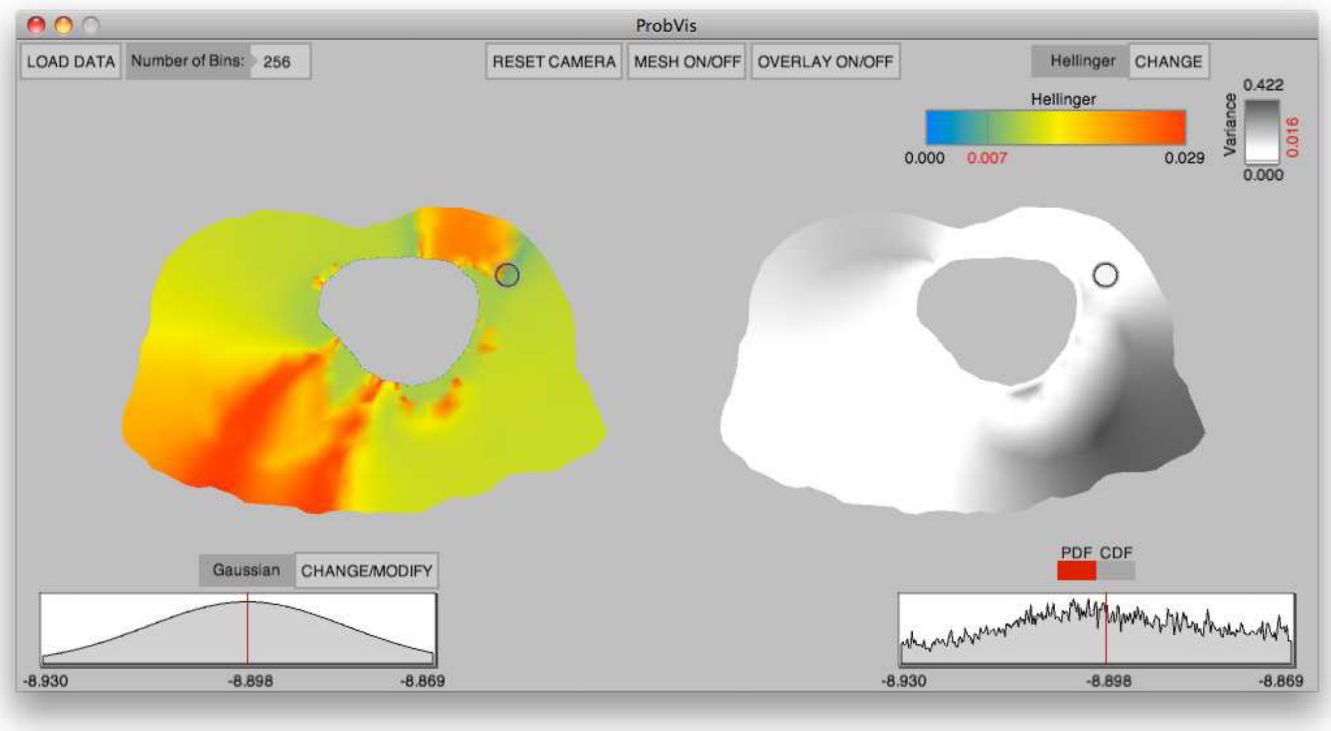 ProbVis
LOAD DATA Number of Bins: 256 RESET CAMERA MESH ON/OFF OVERLAY ON/OFF Hellinger CHANGE
Hellinger
0.000 0.007 0.029
0.422
Variance
0.016
0.000
Gaussian CHANGE/MODIFY
-8.930 -8.898 -8.869
PDF CDF
-8.930 -8.898 -8.869